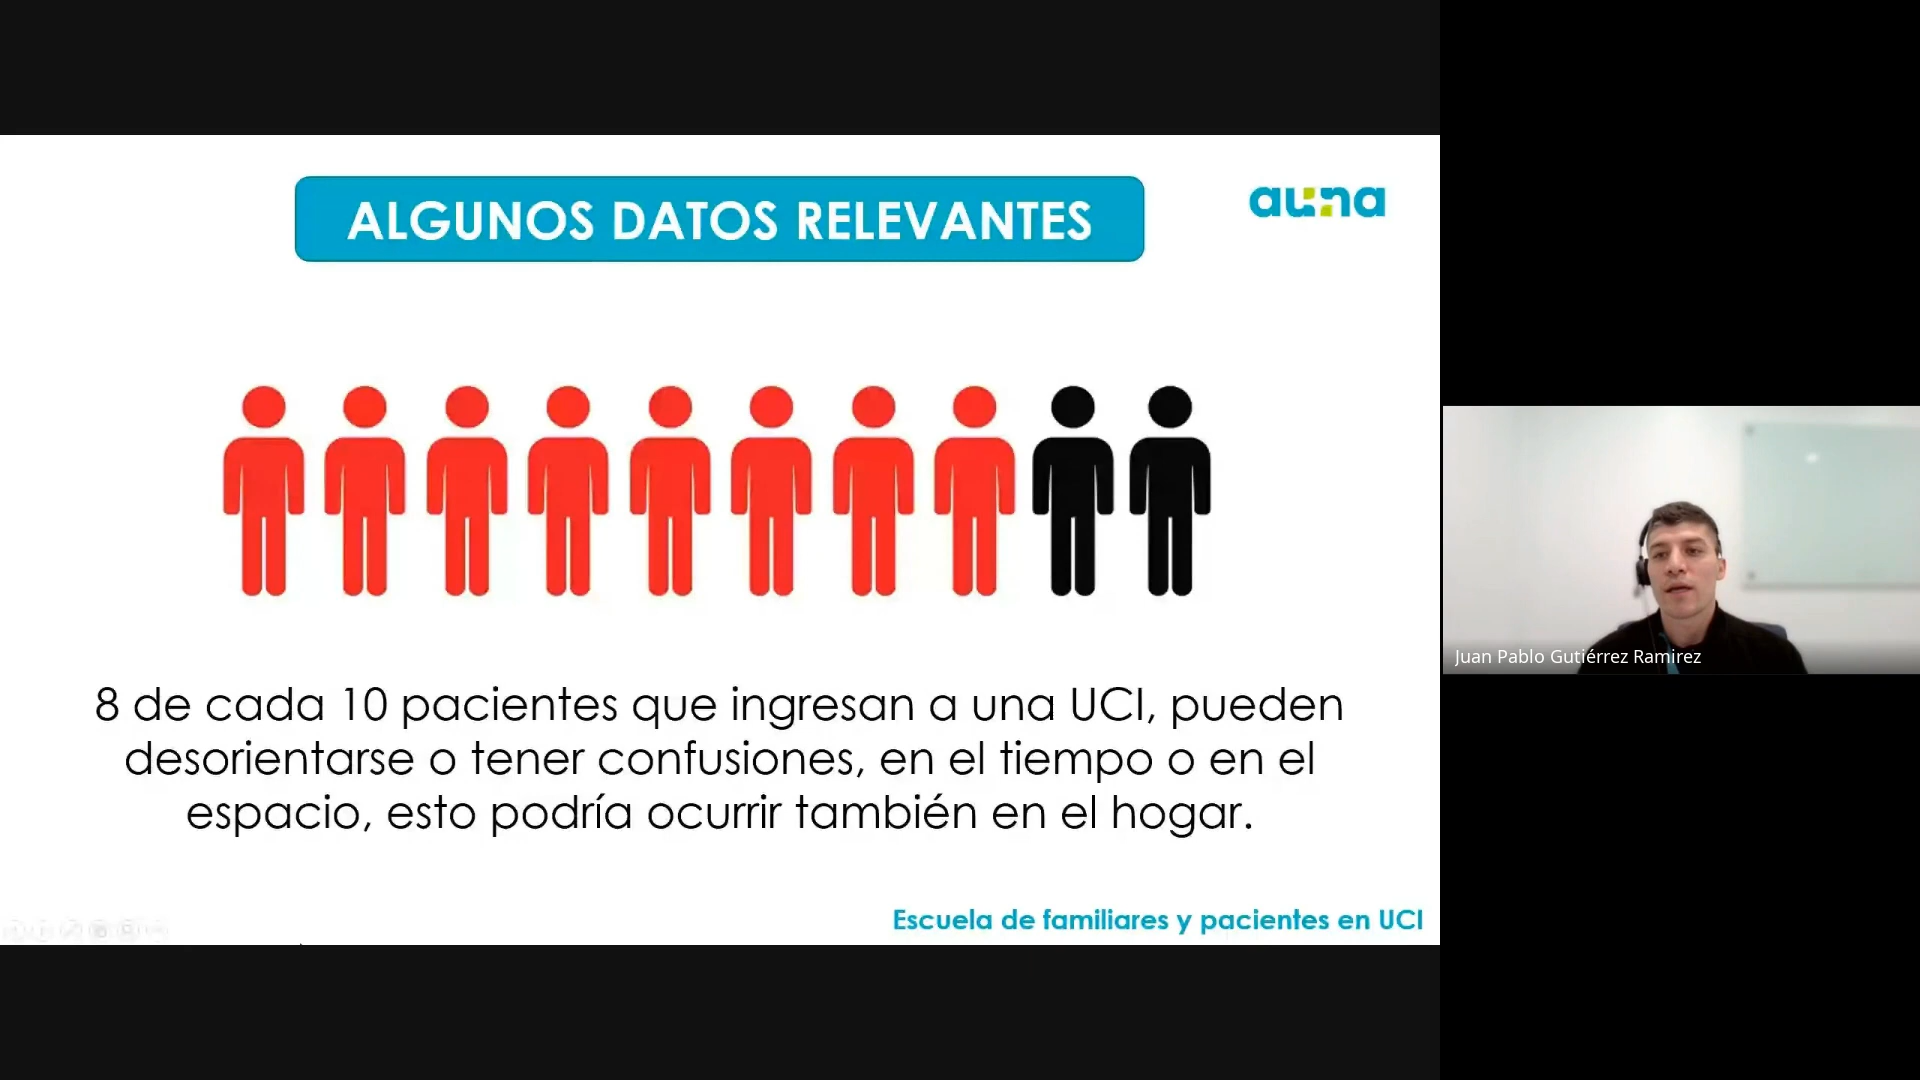 ALGUNOS DATOS RELEVANTES
auna
8 de cada 10 pacientes que ingresan a una UCI, pueden
desorientarse o tener confusiones, en el tiempo o en el
espacio, esto podría ocurrir también en el hogar.
Escuela de familiares y pacientes en UCI
Juan Pablo Gutiérrez Ramirez